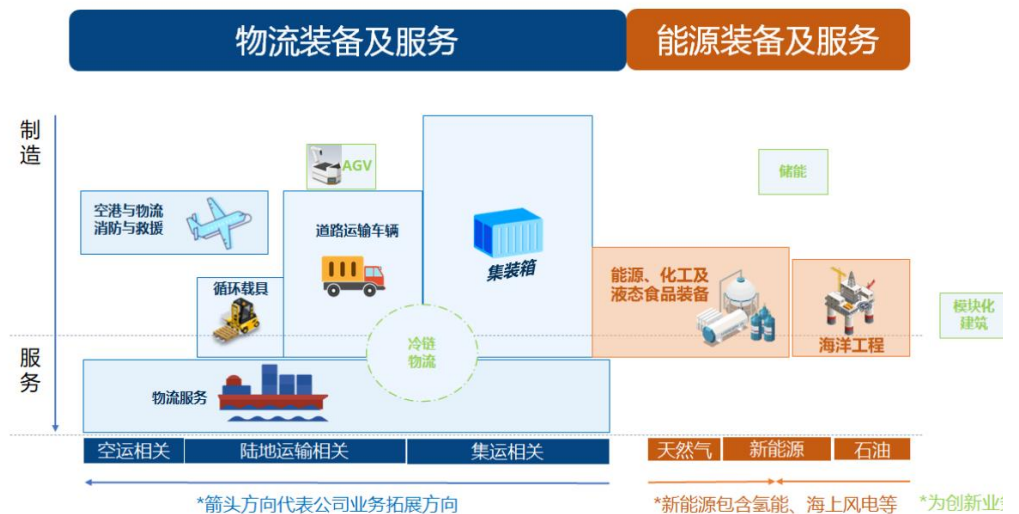 物流装备及服务
能源装备及服务
制
造
AGV
储能
空港与物流
消防与救援
道路运输车辆
集装箱
能源、化工及
液态食品装备
循环载具
模块化
建筑
冷链
物流
海洋工程
服
务
物流服务
空运相关
陆地运输相关
集运相关
天然气
新能源
石油
*箭头方向代表公司业务拓展方向
*新能源包含氢能、海上风电等
*为创新业